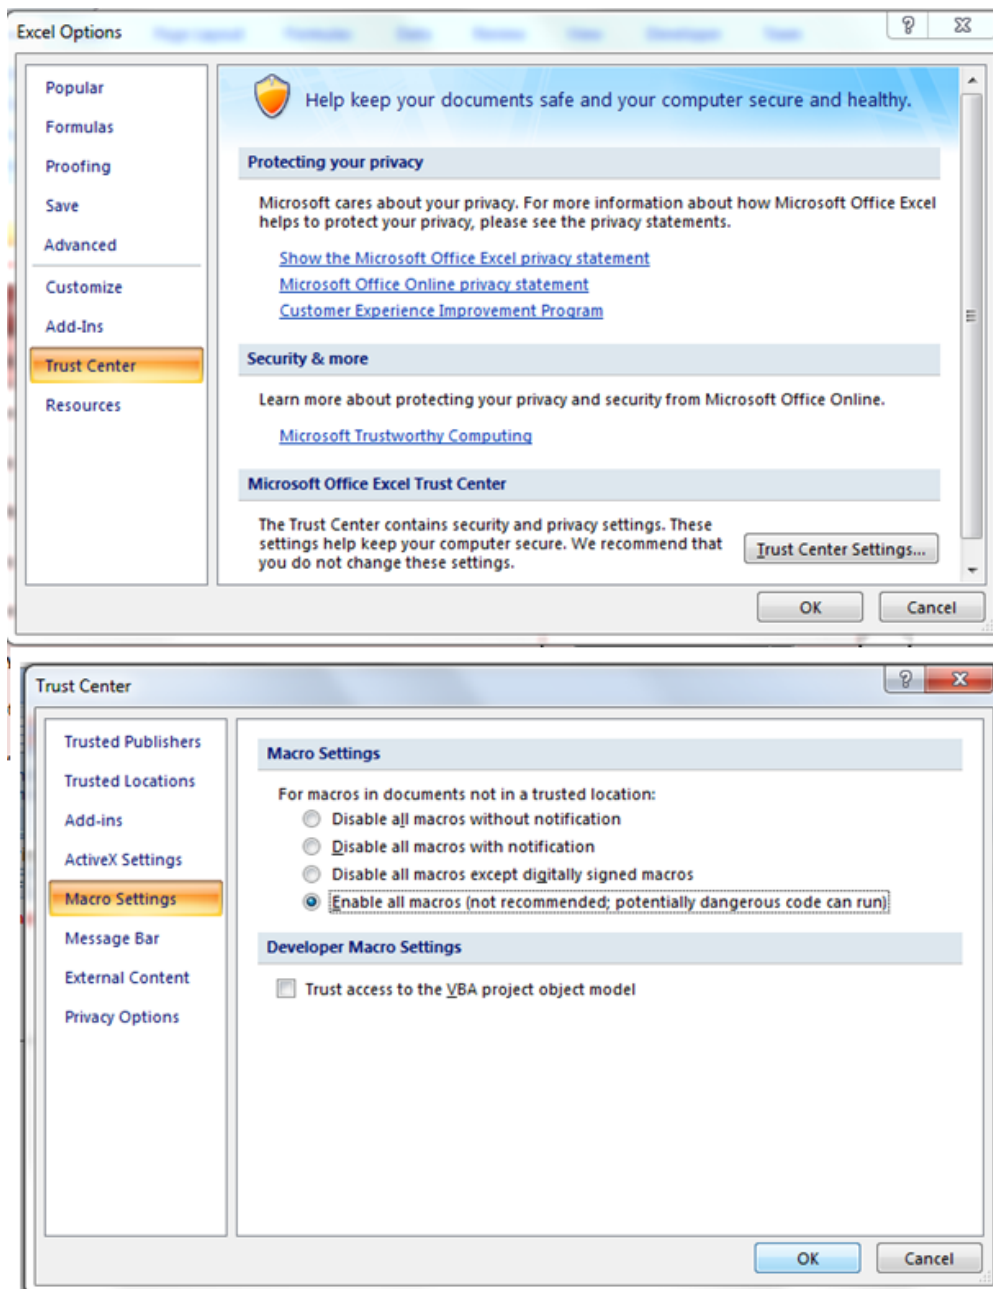 Excel Options
Popular
Formulas
Proofing
Save
Advanced
Customize
Add-Ins
Trust Center
Resources
Help keep your documents safe and your computer secure and healthy.
Protecting your privacy
Microsoft cares about your privacy. For more information about how Microsoft Office Excel
helps to protect your privacy, please see the privacy statements.
Show the Microsoft Office Excel privacy statement
Microsoft Office Online privacy statement
Customer Experience Improvement Program
Security & more
Learn more about protecting your privacy and security from Microsoft Office Online.
Microsoft Trustworthy Computing
Microsoft Office Excel Trust Center
The Trust Center contains security and privacy settings. These
settings help keep your computer secure. We recommend that
you do not change these settings.
Trust Center Settings...
OK
Cancel
Trust Center
Trusted Publishers
Trusted Locations
Add-ins
ActiveX Settings
Macro Settings
Message Bar
External Content
Privacy Options
Macro Settings
For macros in documents not in a trusted location:
Disable all macros without notification
Disable all macros with notification
Disable all macros except digitally signed macros
Enable all macros (not recommended; potentially dangerous code can run)
Developer Macro Settings
Trust access to the VBA project object model
OK
Cancel